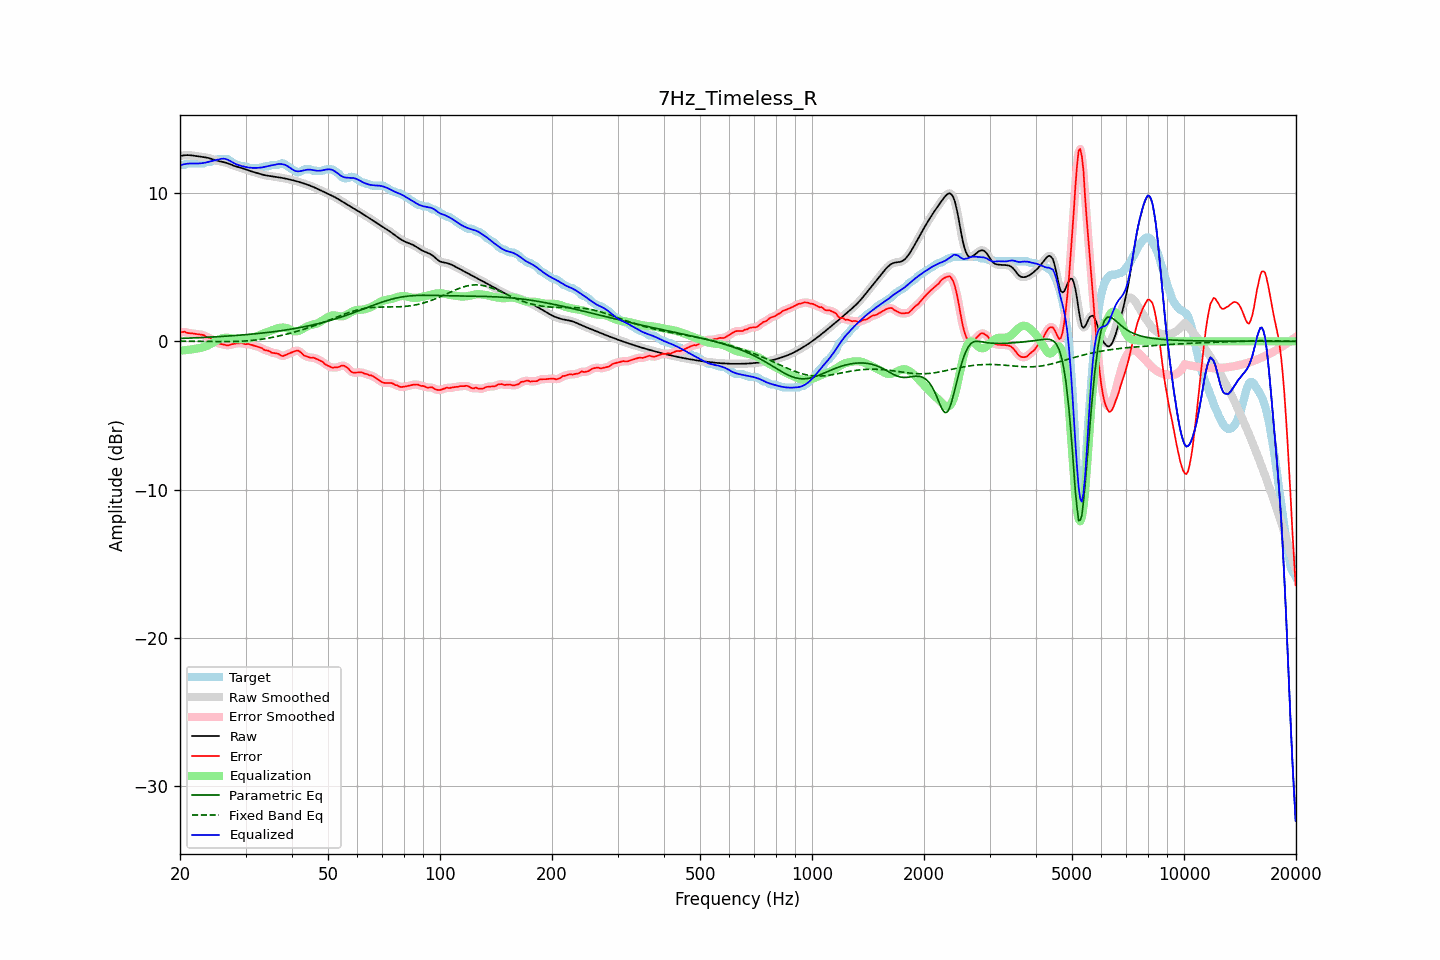 7Hz_Timeless_R
Amplitude (dBr)
10
0
−10
−20
−30
Target
Raw Smoothed
Error Smoothed
Raw
Error
Equalization
Parametric Eq
Fixed Band Eq
Equalized
20 50 100 200 500 1000 2000 5000 10000 20000
Frequency (Hz)